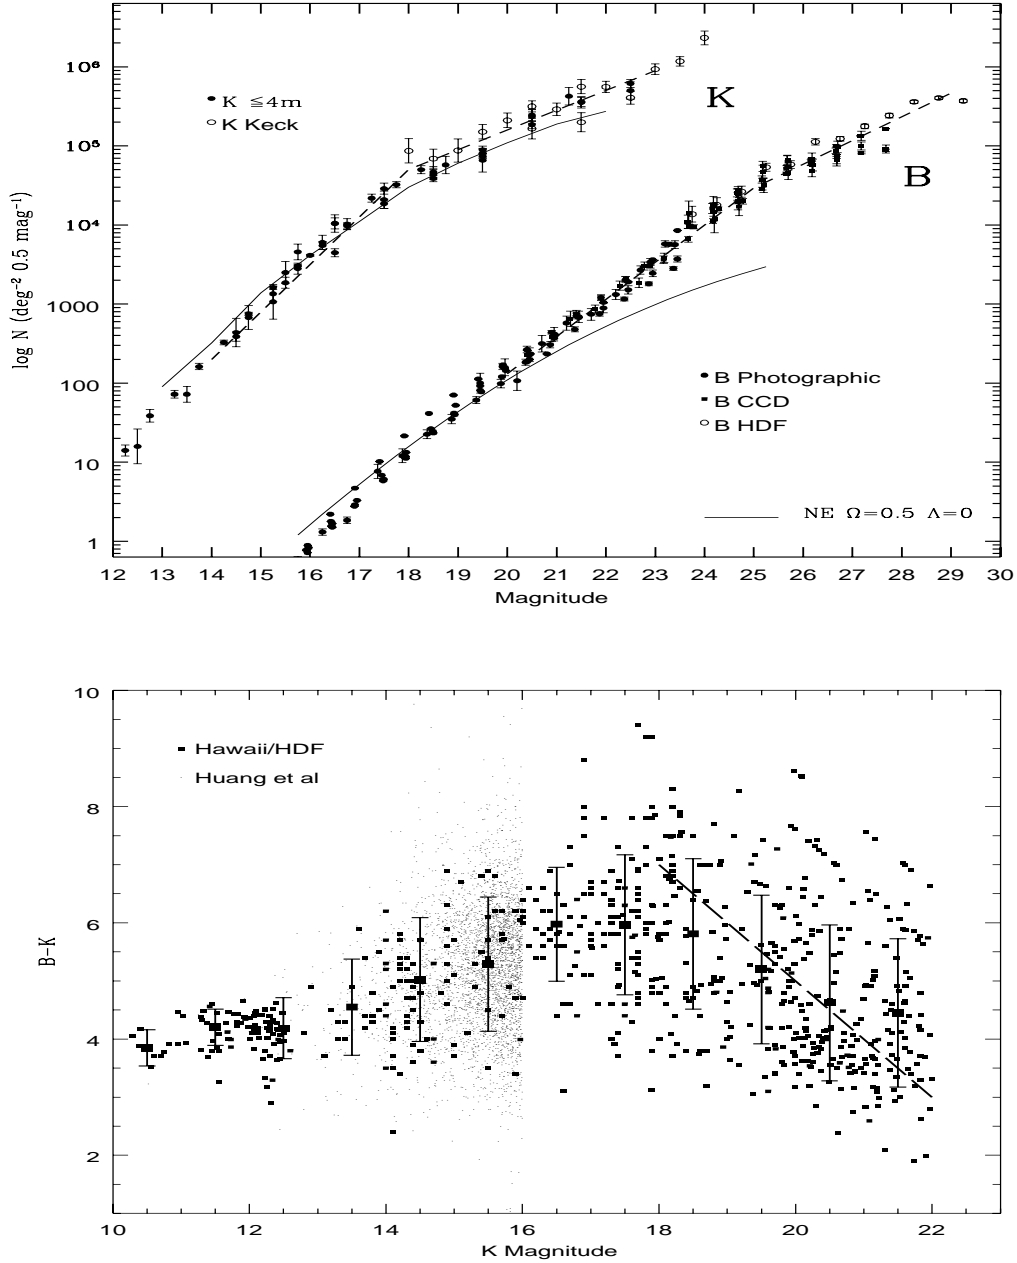 10⁶
10⁵
10⁴
1000
100
10
1
log N (deg⁻² 0.5 mag⁻¹)
K ≦4m
K Keck
K
B
B Photographic
B CCD
B HDF
NE Ω=0.5 Λ=0
12 13 14 15 16 17 18 19 20 21 22 23 24 25 26 27 28 29 30
Magnitude
10
8
6
4
2
B-K
Hawaii/HDF
Huang et al
10 12 14 16 18 20 22
K Magnitude